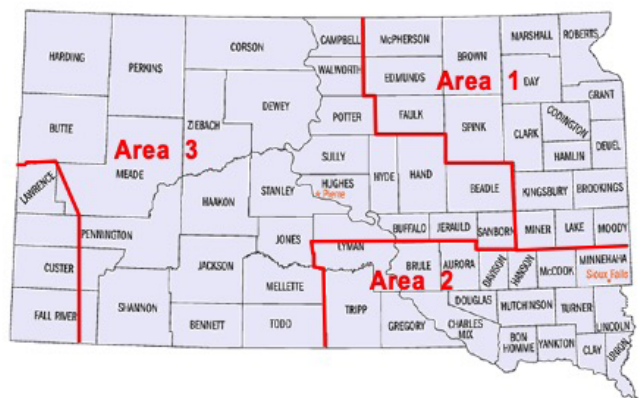 HARDING
PERKINS
CORSON
CAMPBELL
McPHERSON
BROWN
MARSHALL
ROBERTS
WALWORTH
EDMUNDS
Area 1
DAY
GRANT
BUTTE
ZIEBACH
DEWEY
POTTER
FAULK
SPINK
CLARK
CODINGTON
DEUEL
HAMLIN
Area 3
MEADE
SULLY
HUGHES
Pierre
HYDE
HAND
BEADLE
KINGSBURY
BROOKINGS
LAWRENCE
HAAKON
STANLEY
PENNINGTON
JONES
LYMAN
BUFFALO
JERAULD
SANBORN
MINER
LAKE
MOODY
CUSTER
JACKSON
Area 2
BRULE
AURORA
DAVISON
HANSON
McCOOK
MINNEHAHA
Sioux Falls
MELLETTE
FALL RIVER
SHANNON
BENNETT
TODD
TRIPP
GREGORY
CHARLES
MIX
DOUGLAS
HUTCHINSON
TURNER
LINCOLN
BON
HOMME
YANKTON
CLAY
UNION